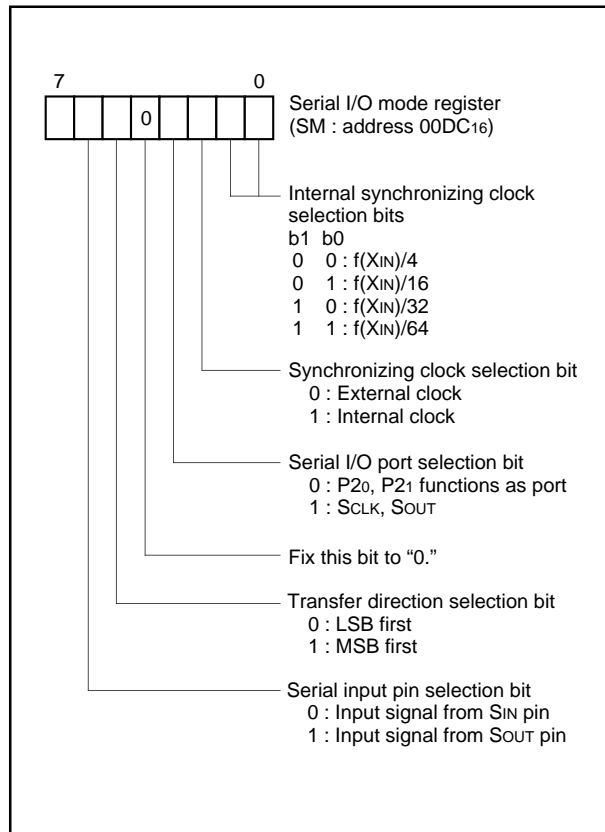 7 0
0
Serial I/O mode register
(SM : address 00DC16)
Internal synchronizing clock
selection bits
b1 b0
0 0 : f(XIN)/4
0 1 : f(XIN)/16
1 0 : f(XIN)/32
1 1 : f(XIN)/64
Synchronizing clock selection bit
0 : External clock
1 : Internal clock
Serial I/O port selection bit
0 : P20, P21 functions as port
1 : SCLK, SOUT
Fix this bit to “0.”
Transfer direction selection bit
0 : LSB first
1 : MSB first
Serial input pin selection bit
0 : Input signal from SIN pin
1 : Input signal from SOUT pin